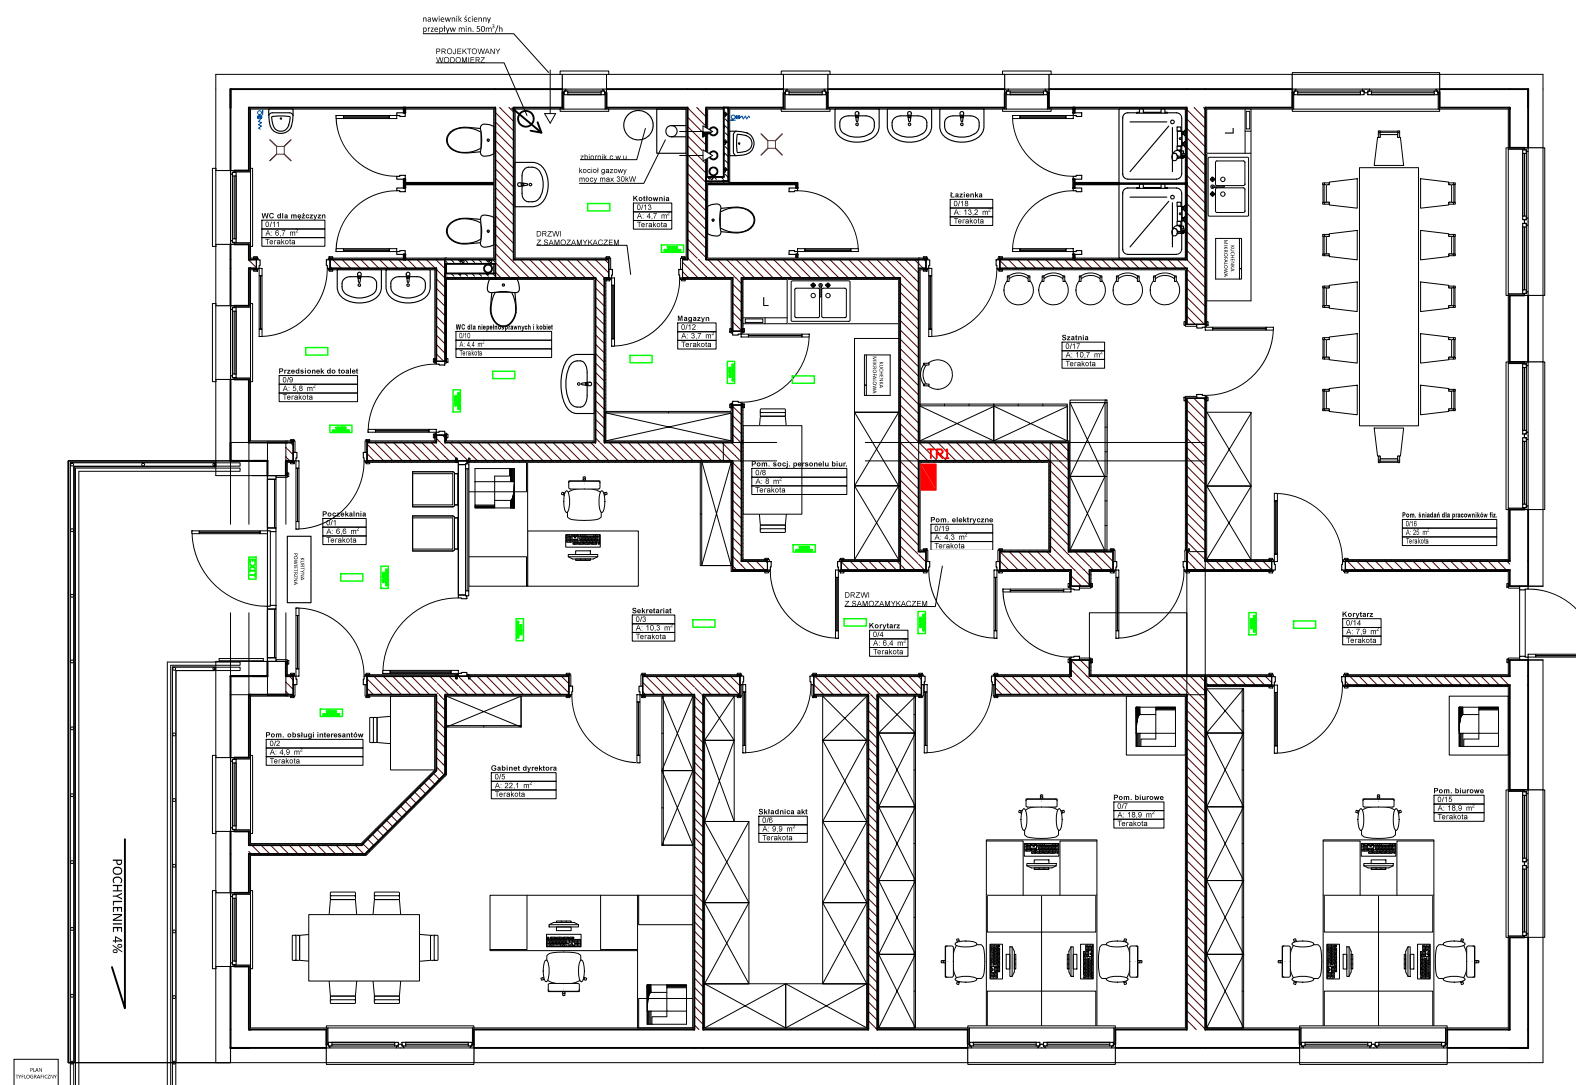 nawiewnik ścienny
przepływ min. 50m³/h
PROJEKTOWANY
WODOMIERZ
zbiornik c.w.u.
kocioł gazowy
mocy max 30kW
Kotłownia
0/13
A: 4,7 m²
Terakota
DRZWI
Z SAMOZAMYKACZEM
WC dla mężczyzn
0/11
A: 6,7 m²
Terakota
Łazienka
0/18
A: 13,2 m²
Terakota
L
KUCHENKA
MIKROFALOWA
WC dla niepełnosprawnych i kobiet
0/10
A: 4,4 m²
Terakota
Magazyn
0/12
A: 3,7 m²
Terakota
L
KUCHENKA
MIKROFALOWA
Szatnia
0/17
A: 10,7 m²
Terakota
Przedsionek do toalet
0/9
A: 5,8 m²
Terakota
Pom. socj. personelu biur.
0/8
A: 8 m²
Terakota
TR1
Pom. elektryczne
0/19
A: 4,3 m²
Terakota
Pom. śniadań dla pracowników fiz.
0/16
A: 25 m²
Terakota
Poczekalnia
0/1
A: 6,6 m²
Terakota
EXIT
KURTYNA
POWIETRZNA
Sekretariat
0/3
A: 10,3 m²
Terakota
DRZWI
Z SAMOZAMYKACZEM
Korytarz
0/4
A: 6,4 m²
Terakota
Korytarz
0/14
A: 7,9 m²
Terakota
Pom. obsługi interesantów
0/2
A: 4,9 m²
Terakota
Gabinet dyrektora
0/5
A: 22,1 m²
Terakota
Składnica akt
0/6
A: 9,9 m²
Terakota
Pom. biurowe
0/7
A: 18,9 m²
Terakota
Pom. biurowe
0/15
A: 18,9 m²
Terakota
POCHYLENIE 4%
PLAN
TYFLOGRAFICZNY